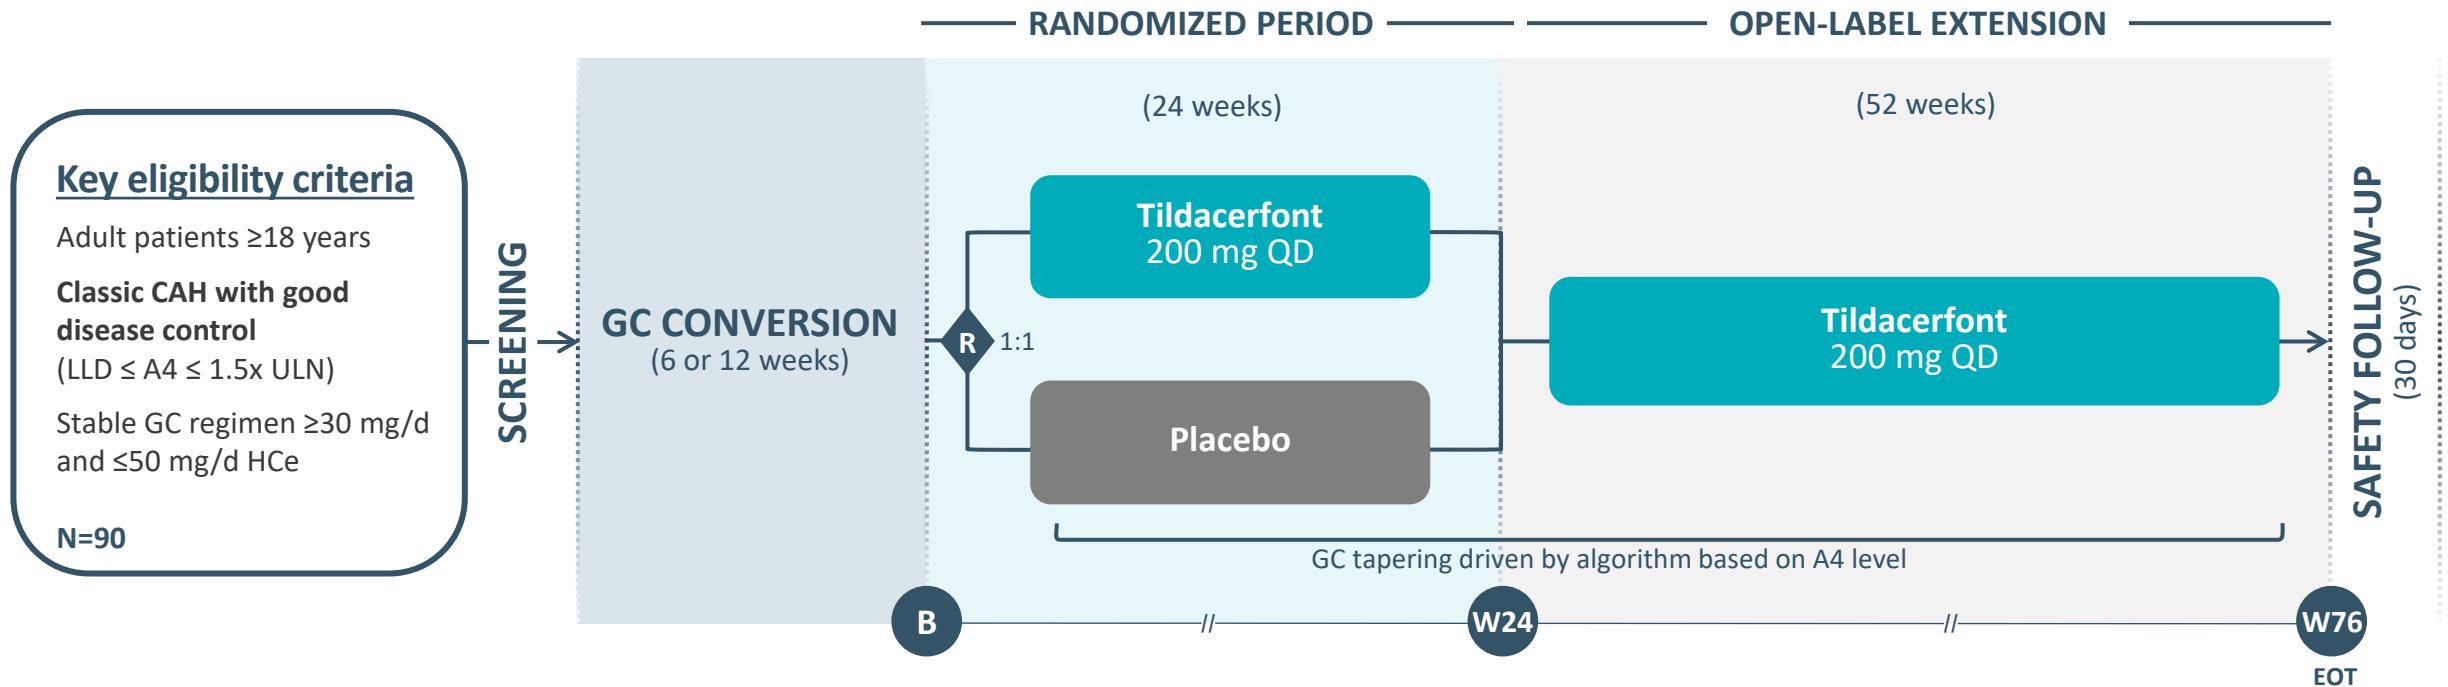 RANDOMIZED PERIOD
OPEN-LABEL EXTENSION
(24 weeks)
(52 weeks)
Key eligibility criteria
Adult patients ≥18 years
Classic CAH with good
disease control
(LLD ≤ A4 ≤ 1.5x ULN)
Stable GC regimen ≥30 mg/d
and ≤50 mg/d HCe
N=90
SCREENING
GC CONVERSION
(6 or 12 weeks)
R
1:1
Tildacerfont
200 mg QD
Placebo
Tildacerfont
200 mg QD
SAFETY FOLLOW-UP
(30 days)
GC tapering driven by algorithm based on A4 level
B
//
W24
//
W76
EOT